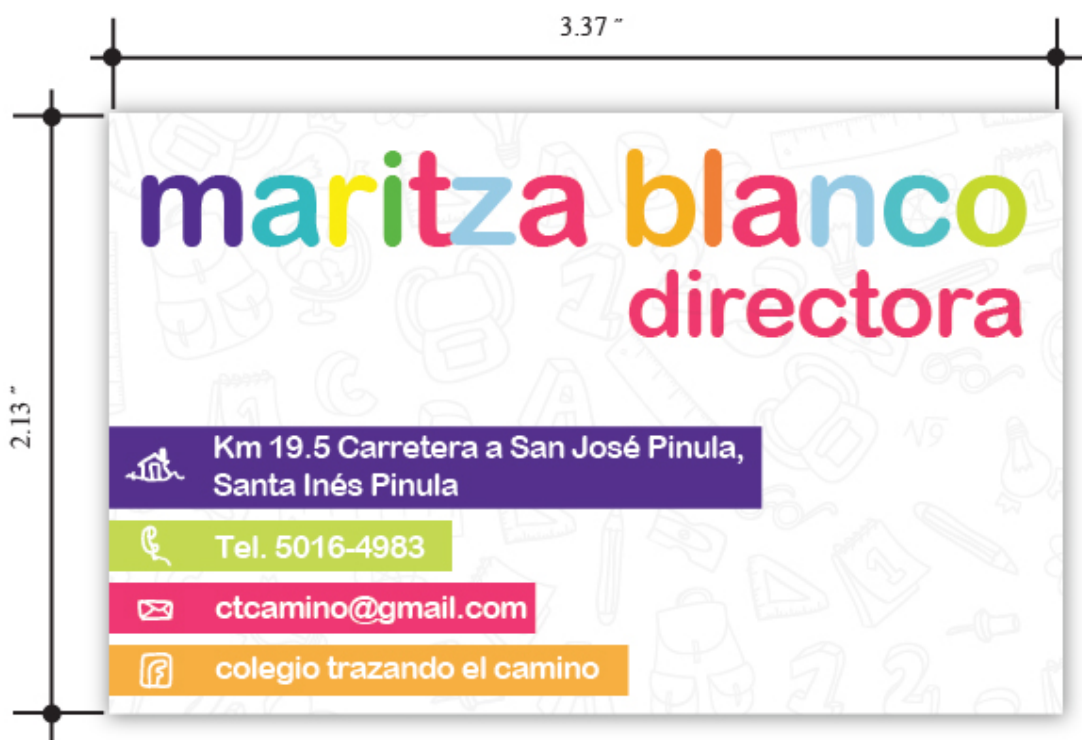 3.37 ″
2.13 ″
maritza blanco
directora
Km 19.5 Carretera a San José Pinula,
Santa Inés Pinula
Tel. 5016-4983
ctcamino@gmail.com
colegio trazando el camino